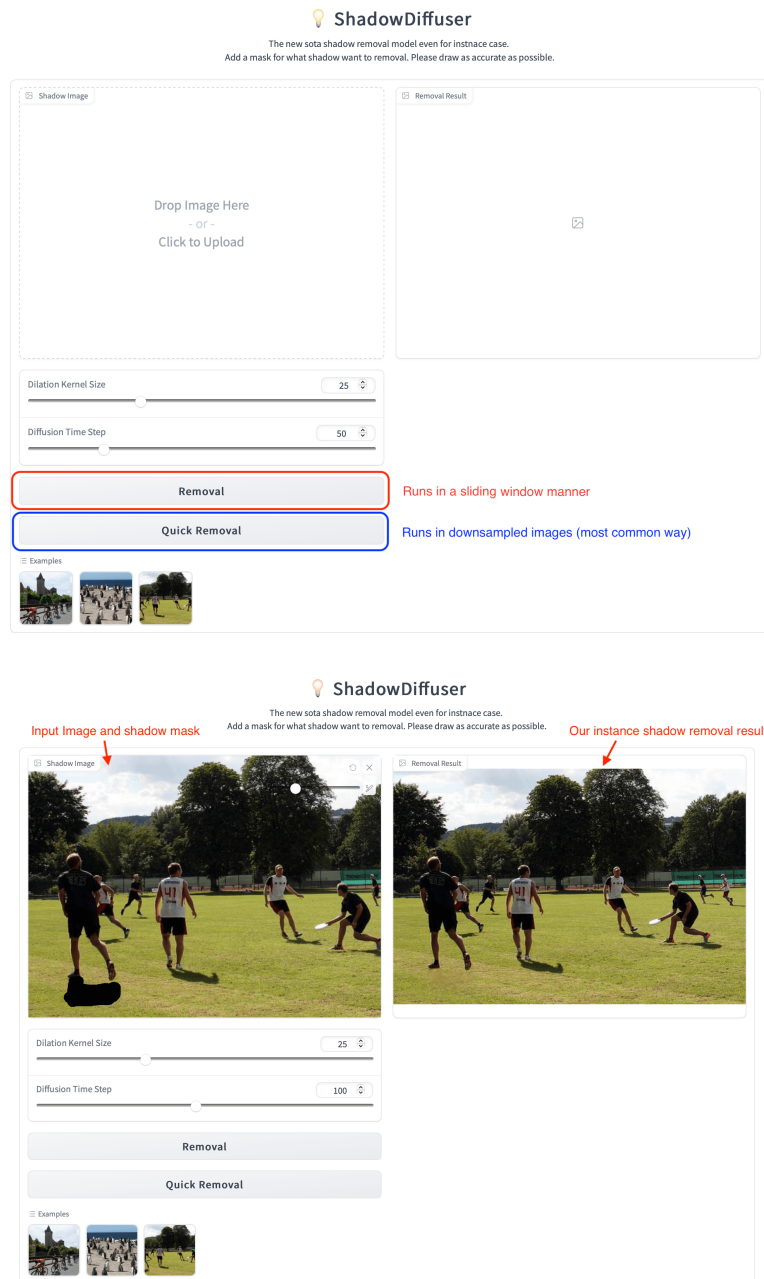 ShadowDiffuser
The new sota shadow removal model even for instnace case.
Add a mask for what shadow want to removal. Please draw as accurate as possible.
Shadow Image
Removal Result
Drop Image Here
- or -
Click to Upload
Dilation Kernel Size
25
Diffusion Time Step
50
Removal
Runs in a sliding window manner
Quick Removal
Runs in downsampled images (most common way)
Examples
ShadowDiffuser
The new sota shadow removal model even for instnace case.
Add a mask for what shadow want to removal. Please draw as accurate as possible.
Input Image and shadow mask
Our instance shadow removal resul
Shadow Image
Removal Result
Dilation Kernel Size
25
Diffusion Time Step
100
Removal
Quick Removal
Examples